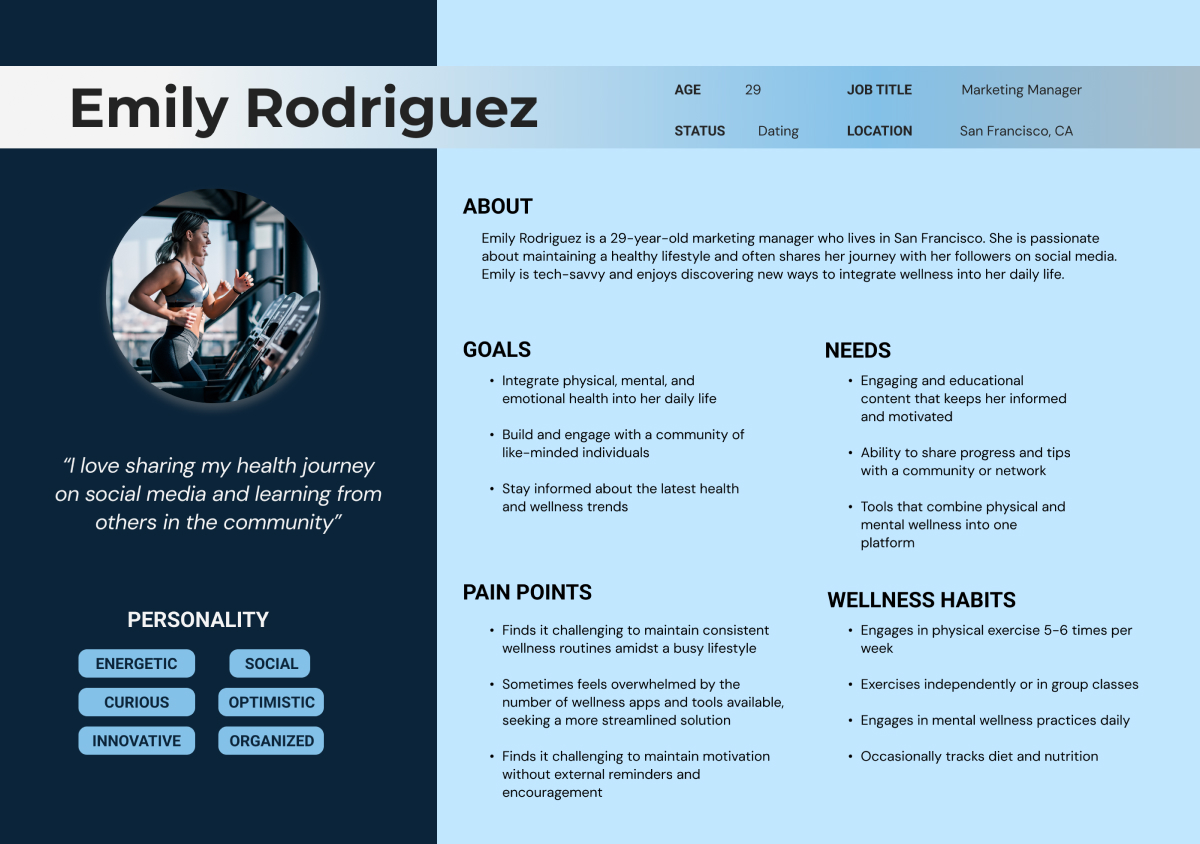 Emily Rodriguez
AGE 29 JOB TITLE Marketing Manager
STATUS Dating LOCATION San Francisco, CA
“I love sharing my health journey
on social media and learning from
others in the community”
PERSONALITY
ENERGETIC SOCIAL
CURIOUS OPTIMISTIC
INNOVATIVE ORGANIZED
ABOUT
Emily Rodriguez is a 29-year-old marketing manager who lives in San Francisco. She is passionate
about maintaining a healthy lifestyle and often shares her journey with her followers on social media.
Emily is tech-savvy and enjoys discovering new ways to integrate wellness into her daily life.
GOALS
• Integrate physical, mental, and
emotional health into her daily life
• Build and engage with a community of
like-minded individuals
• Stay informed about the latest health
and wellness trends
NEEDS
• Engaging and educational
content that keeps her informed
and motivated
• Ability to share progress and tips
with a community or network
• Tools that combine physical and
mental wellness into one
platform
PAIN POINTS
• Finds it challenging to maintain consistent
wellness routines amidst a busy lifestyle
• Sometimes feels overwhelmed by the
number of wellness apps and tools available,
seeking a more streamlined solution
• Finds it challenging to maintain motivation
without external reminders and
encouragement
WELLNESS HABITS
• Engages in physical exercise 5-6 times per
week
• Exercises independently or in group classes
• Engages in mental wellness practices daily
• Occasionally tracks diet and nutrition